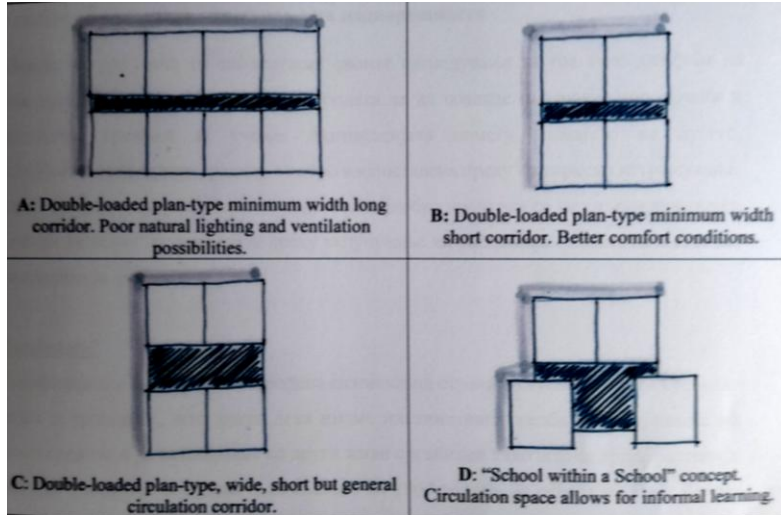 A: Double-loaded plan-type minimum width long
corridor. Poor natural lighting and ventilation
possibilities.
B: Double-loaded plan-type minimum width
short corridor. Better comfort conditions.
C: Double-loaded plan-type, wide, short but general
circulation corridor.
D: “School within a School” concept.
Circulation space allows for informal learning.